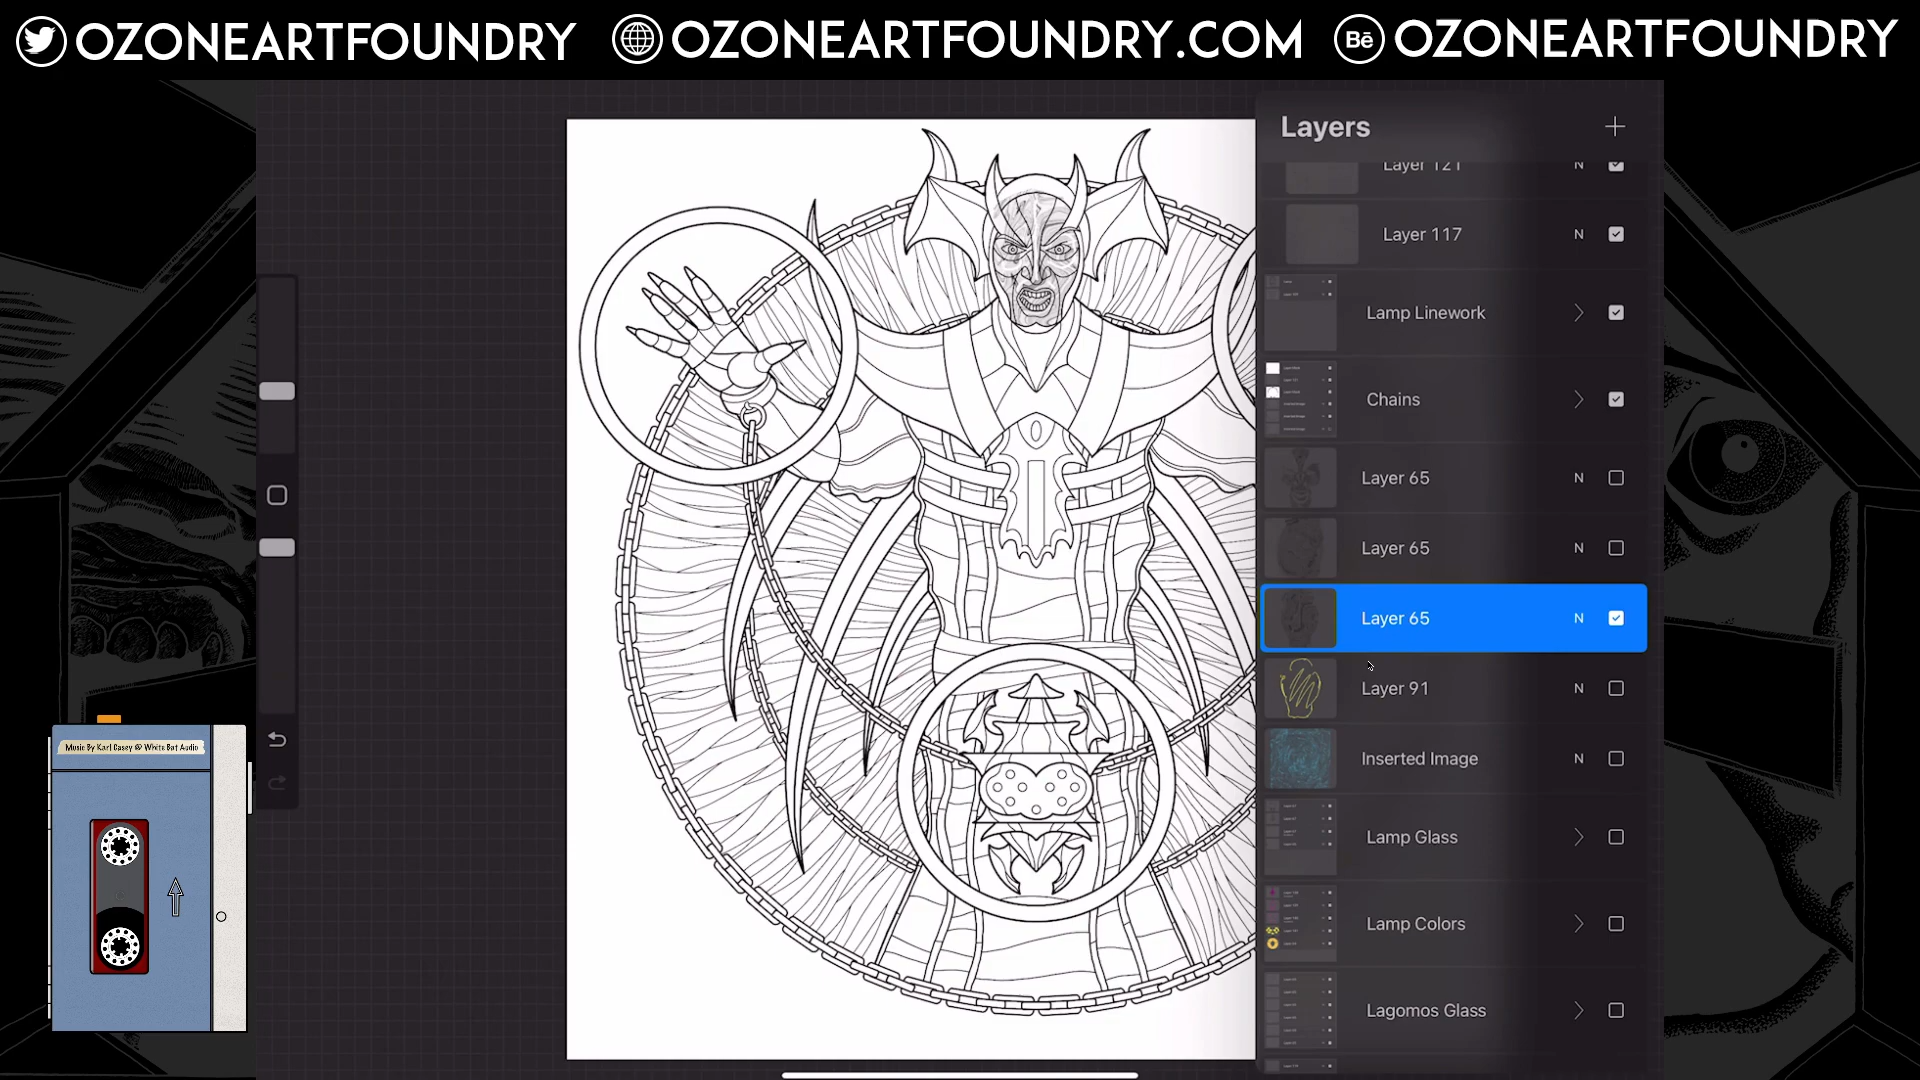 OZONEARTFOUNDRY
OZONEARTFOUNDRY.COM
Bē OZONEARTFOUNDRY
Layers
Layer 121 N
Layer 117 N
Lamp Linework
Chains
Layer 65 N
Layer 65 N
Layer 65 N
Layer 91 N
Inserted Image N
Lamp Glass
Lamp Colors
Lagomos Glass
Music By Karl Casey @ White Bat Audio